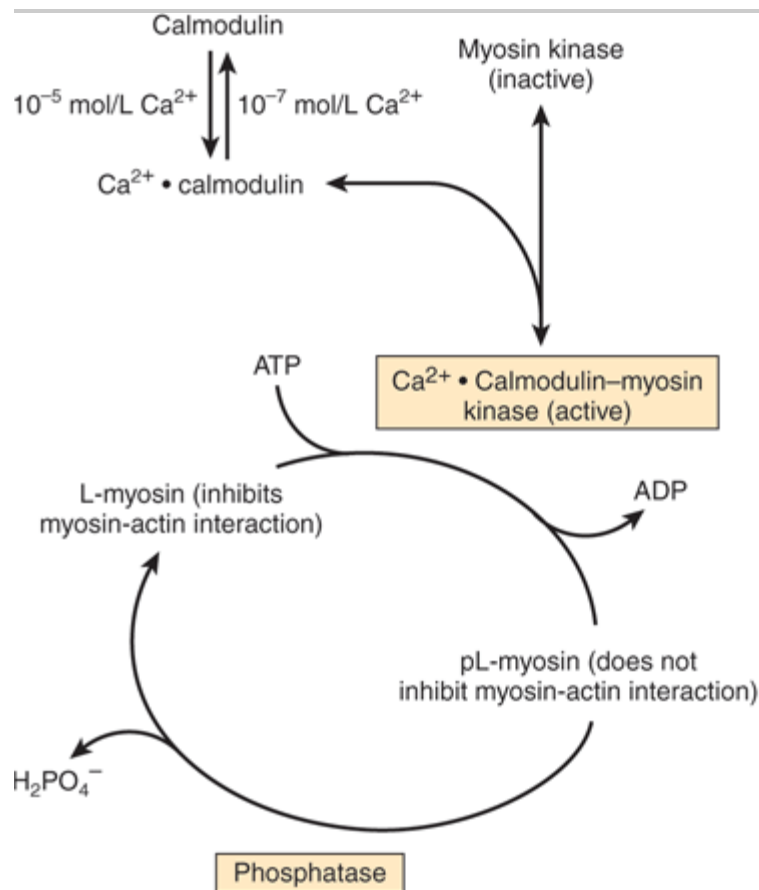 Calmodulin
Myosin kinase
(inactive)
10⁻⁵ mol/L Ca²⁺
10⁻⁷ mol/L Ca²⁺
Ca²⁺ • calmodulin
ATP
Ca²⁺ • Calmodulin–myosin
kinase (active)
L-myosin (inhibits
myosin-actin interaction)
ADP
pL-myosin (does not
inhibit myosin-actin interaction)
H₂PO₄⁻
Phosphatase